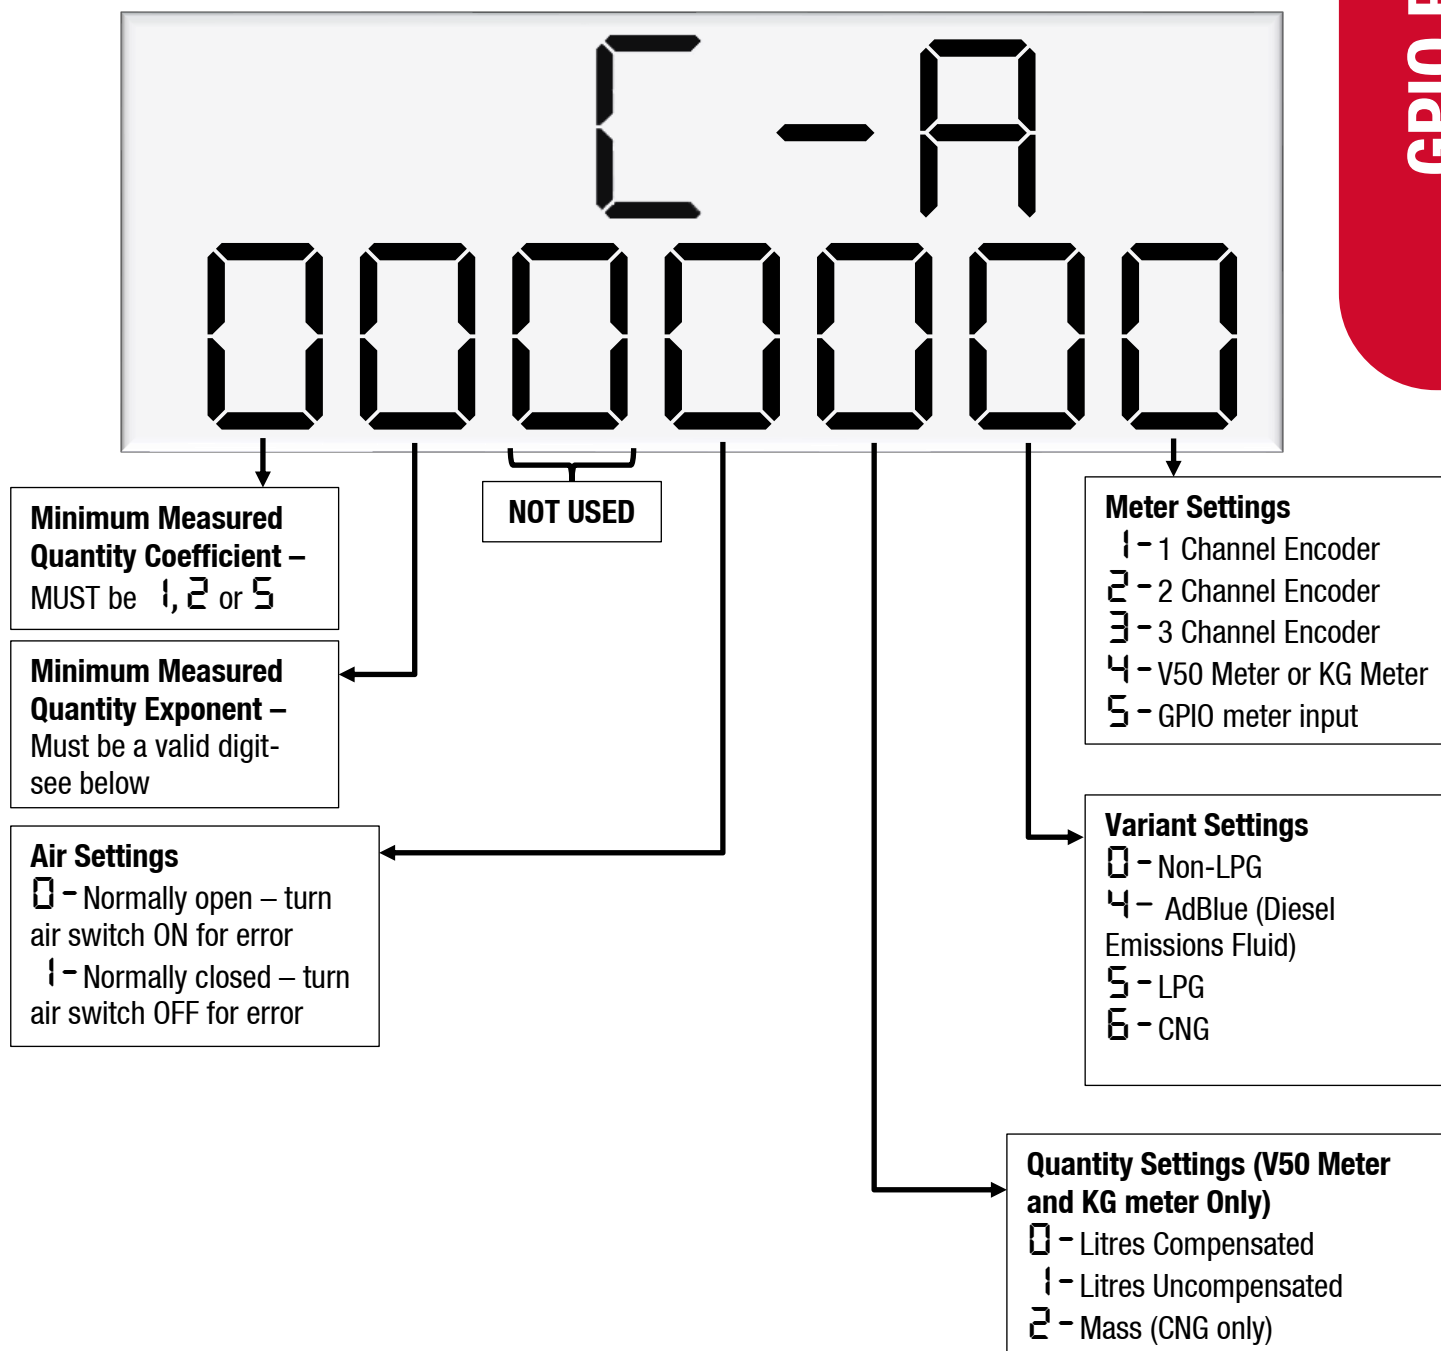 C-A
0000000
Minimum Measured
Quantity Coefficient –
MUST be 1, 2 or 5
NOT USED
Minimum Measured
Quantity Exponent –
Must be a valid digit-
see below
Air Settings
0 - Normally open – turn
air switch ON for error
1 - Normally closed – turn
air switch OFF for error
Meter Settings
1 - 1 Channel Encoder
2 - 2 Channel Encoder
3 - 3 Channel Encoder
4 - V50 Meter or KG Meter
5 - GPIO meter input
Variant Settings
0 - Non-LPG
4 - AdBlue (Diesel
Emissions Fluid)
5 - LPG
6 - CNG
Quantity Settings (V50 Meter
and KG meter Only)
0 - Litres Compensated
1 - Litres Uncompensated
2 - Mass (CNG only)
GPIO